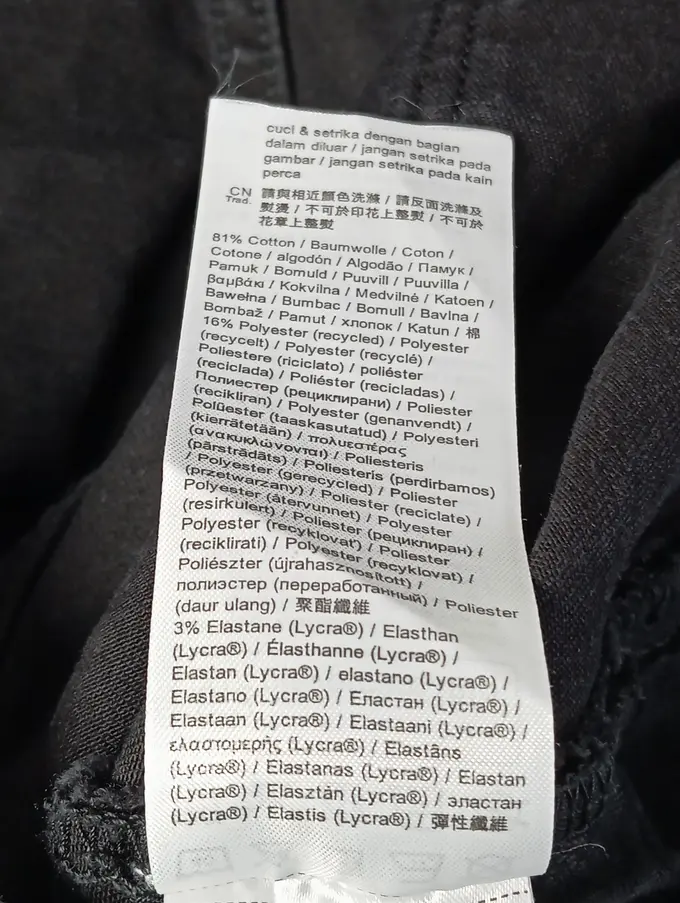 cuci & setrika dengan bagian
dalam diluar / jangan setrika pada
gambar / jangan setrika pada kain
perca
CN Trad. 請與相近顏色洗滌 / 請反面洗滌及
熨燙 / 不可於印花上整熨 / 不可於
花章上整熨
81% Cotton / Baumwolle / Coton /
Cotone / algodón / Algodão / Памук /
Pamuk / Bomuld / Puuvill / Puuvilla /
βαμβάκι / Kokvilna / Medvilnė / Katoen /
Bawełna / Bumbac / Bomull / Bavlna /
Bombaž / Pamut / хлопок / Katun / 棉
16% Polyester (recycled) / Polyester
(recycelt) / Polyester (recyclé) /
Poliestere (riciclato) / poliéster
(reciclada) / Poliéster (recicladas) /
Полиестер (рециклирани) / Poliester
(recikliran) / Polyester (genanvendt) /
Polüester (taaskasutatud) / Polyesteri
(kierrätetään) / πολυεστέρας
(ανακυκλώνονται) / Poliesteris
(pārstrādāts) / Poliesteris (perdirbamos)
/ Polyester (gerecycled) / Poliester
(przetwarzany) / Poliester (reciclate) /
Polyester (återvunnet) / Polyester
(resirkulert) / Poliester (рециклиран) /
Polyester (recyklovať) / Poliester
(reciklirati) / Polyester (recyklovat) /
Poliészter (újrahasznosított) /
полиэстер (переработанный) / Poliester
(daur ulang) / 聚酯纖維
3% Elastane (Lycra®) / Elasthan
(Lycra®) / Élasthanne (Lycra®) /
Elastan (Lycra®) / elastano (Lycra®) /
Elastano (Lycra®) / Еластан (Lycra®) /
Elastaan (Lycra®) / Elastaani (Lycra®) /
ελαστομερής (Lycra®) / Elastāns
(Lycra®) / Elastanas (Lycra®) / Elastan
(Lycra®) / Elasztán (Lycra®) / эластан
(Lycra®) / Elastis (Lycra®) / 彈性纖維